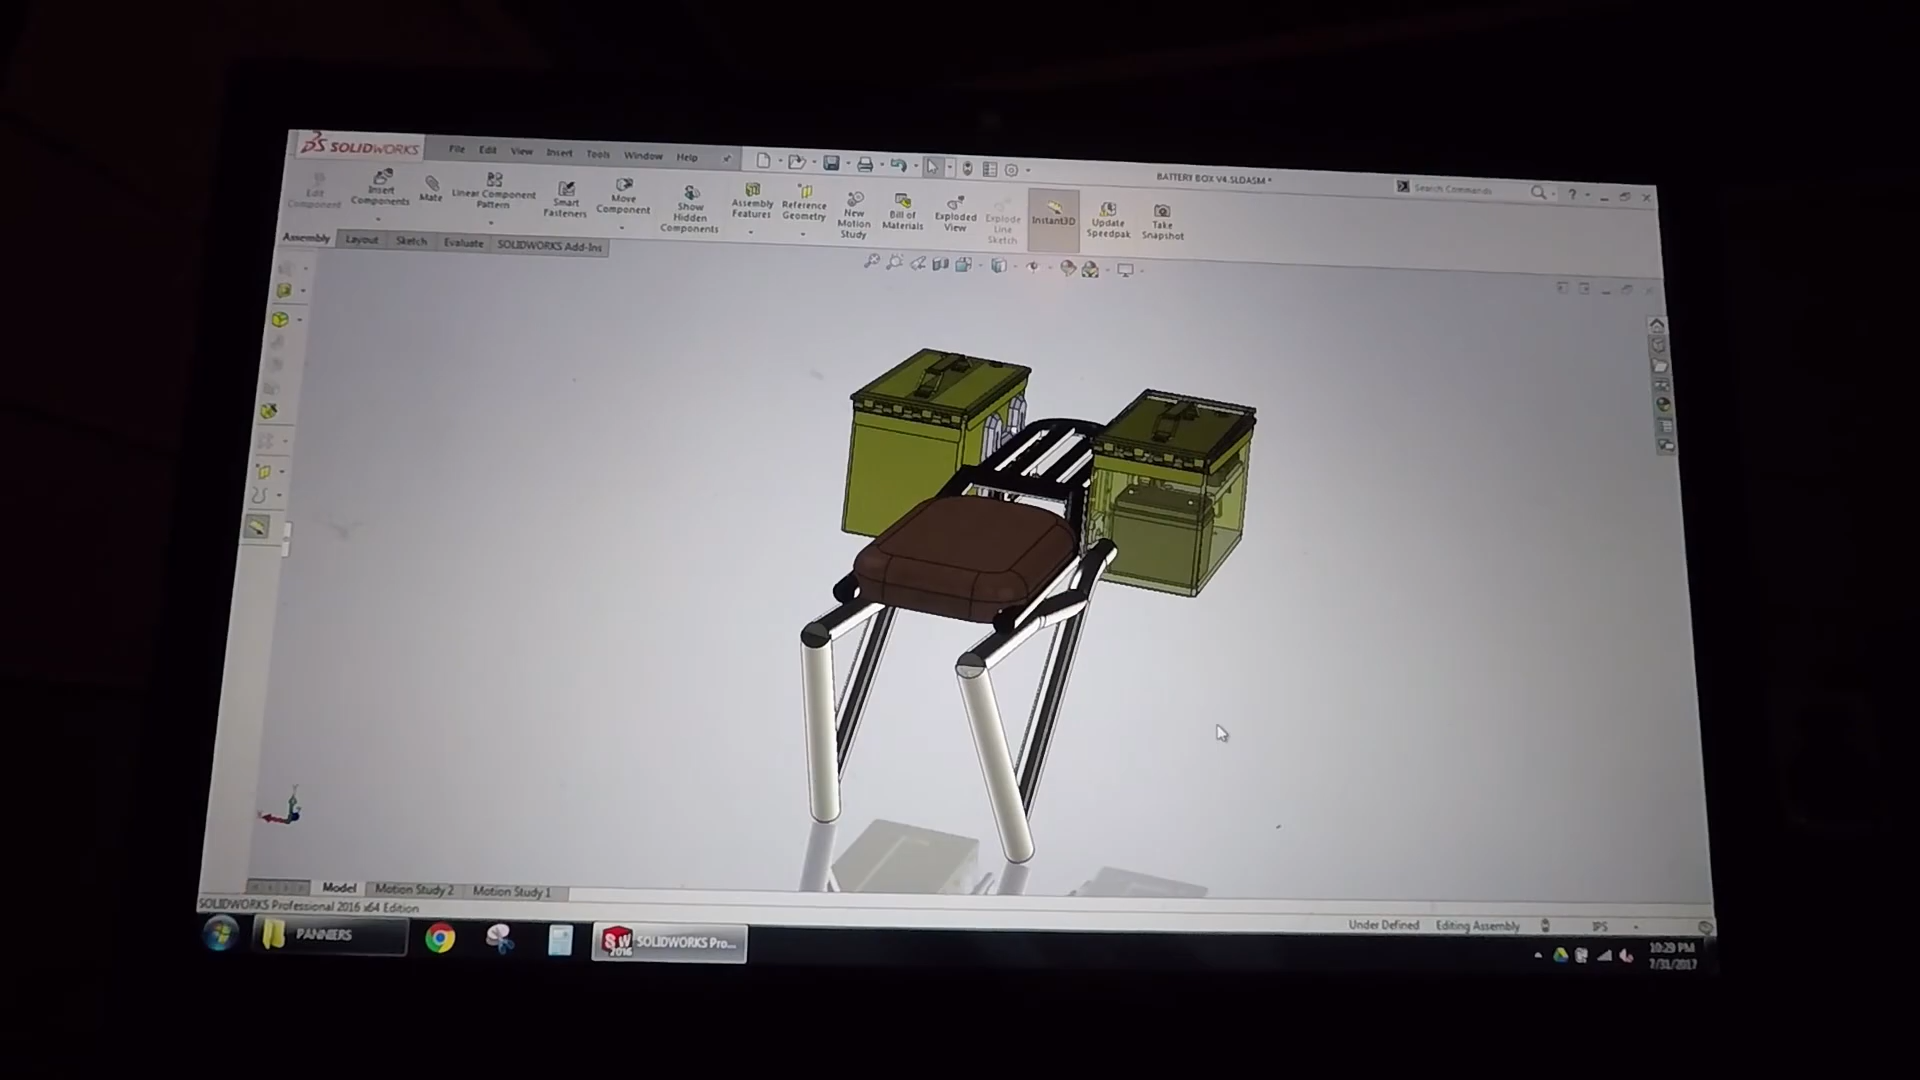 DS SOLIDWORKS File Edit View Insert Tools Window Help
BATTERY BOX V4.SLDASM *
Search Commands
Edit Component
Insert Components
Mate
Linear Component Pattern
Smart Fasteners
Move Component
Show Hidden Components
Assembly Features
Reference Geometry
New Motion Study
Bill of Materials
Exploded View
Explode Line Sketch
Instant3D
Update Speedpak
Take Snapshot
Assembly Layout Sketch Evaluate SOLIDWORKS Add-Ins
Model Motion Study 2 Motion Study 1
SOLIDWORKS Professional 2016 x64 Edition
Under Defined Editing Assembly IPS
PANNIERS
SW 2016 SOLIDWORKS Pro...
10:29 PM
7/31/2017